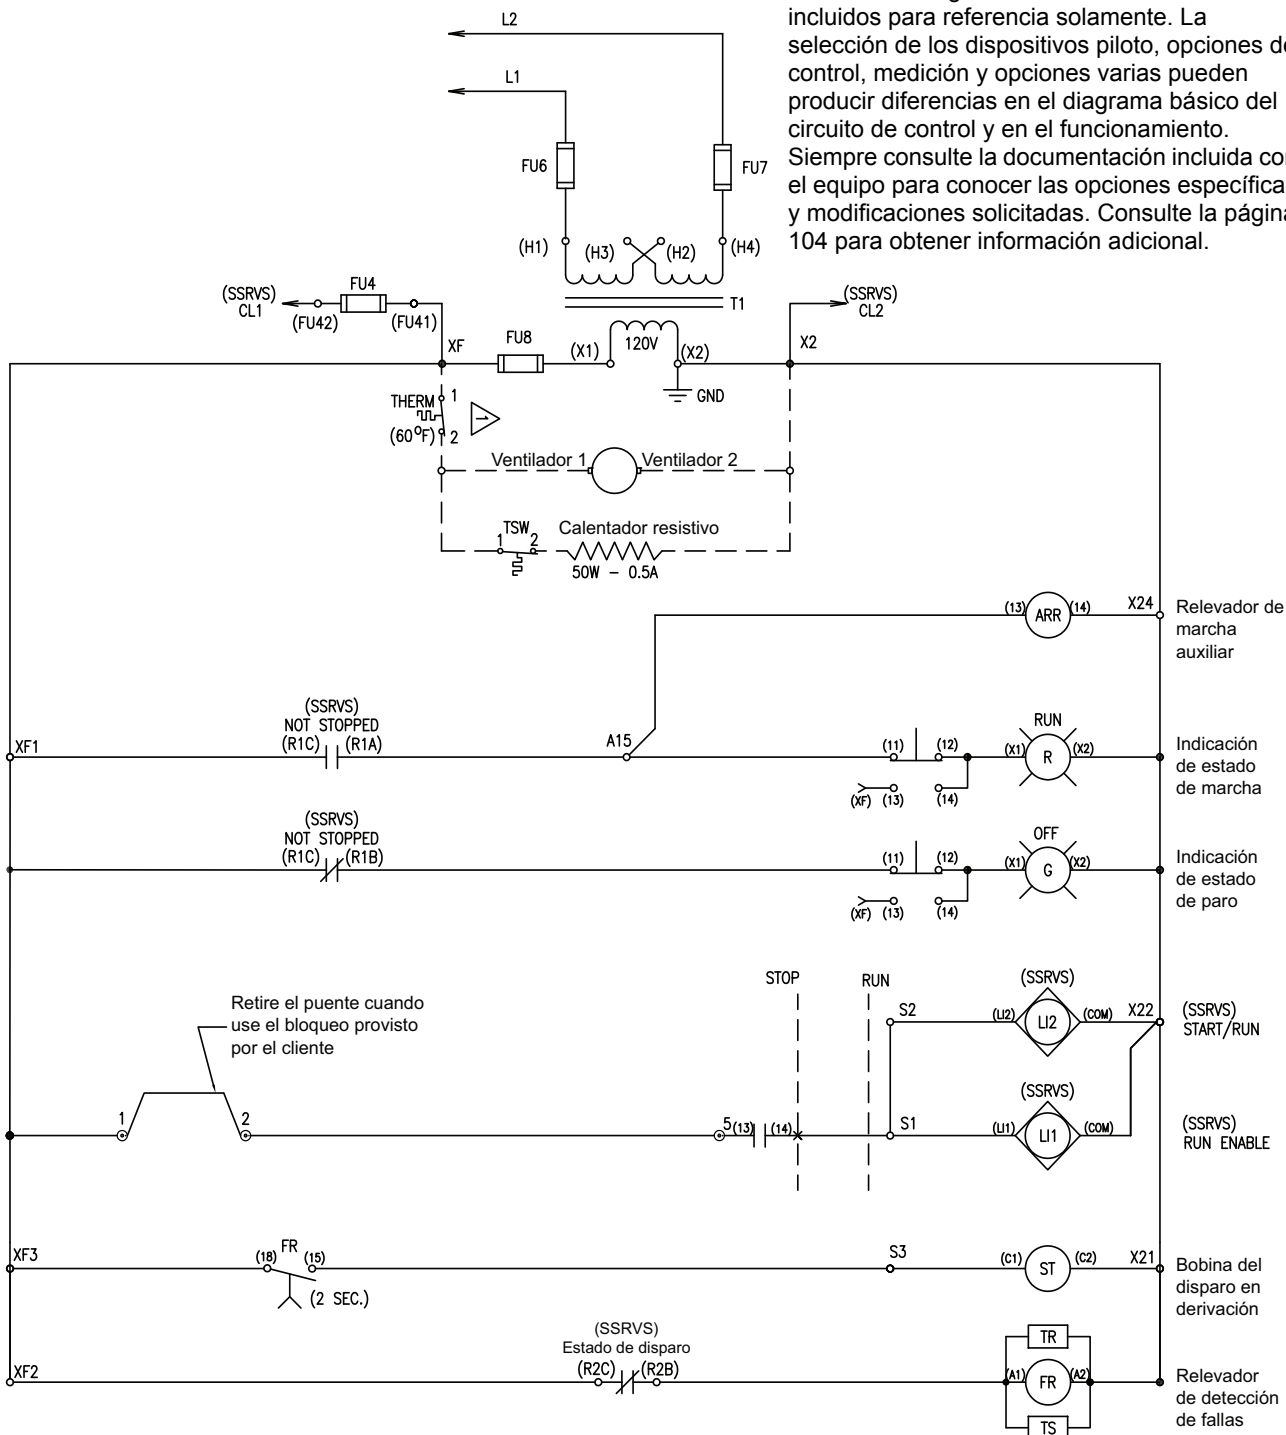 incluidos para referencia solamente. La
selección de los dispositivos piloto, opciones de
control, medición y opciones varias pueden
producir diferencias en el diagrama básico del
circuito de control y en el funcionamiento.
Siempre consulte la documentación incluida con
el equipo para conocer las opciones específicas
y modificaciones solicitadas. Consulte la página
104 para obtener información adicional.
L2
L1
FU6
FU7
(H1)
(H3)
(H2)
(H4)
T1
(SSRVS)
CL1
FU4
(FU42)
(FU41)
(SSRVS)
CL2
XF
FU8
(X1)
120V
(X2)
X2
GND
THERM
1
(60°F)
2
1
Ventilador 1
Ventilador 2
TSW
1
2
Calentador resistivo
50W - 0.5A
(13)
ARR
(14)
X24
Relevador de
marcha
auxiliar
(SSRVS)
NOT STOPPED
(R1C)
(R1A)
XF1
A15
(11)
(12)
(XF)
(13)
(14)
RUN
(X1)
R
(X2)
Indicación
de estado
de marcha
(SSRVS)
NOT STOPPED
(R1C)
(R1B)
(11)
(12)
(XF)
(13)
(14)
OFF
(X1)
G
(X2)
Indicación
de estado
de paro
Retire el puente cuando
use el bloqueo provisto
por el cliente
STOP
RUN
S2
(SSRVS)
(LI2)
LI2
(COM)
X22
(SSRVS)
START/RUN
1
2
5
(13)
(14)
S1
(SSRVS)
(LI1)
LI1
(COM)
(SSRVS)
RUN ENABLE
XF3
(18)
FR
(15)
(2 SEC.)
S3
(C1)
ST
(C2)
X21
Bobina del
disparo en
derivación
XF2
(SSRVS)
Estado de disparo
(R2C)
(R2B)
TR
(A1)
FR
(A2)
TS
Relevador
de detección
de fallas